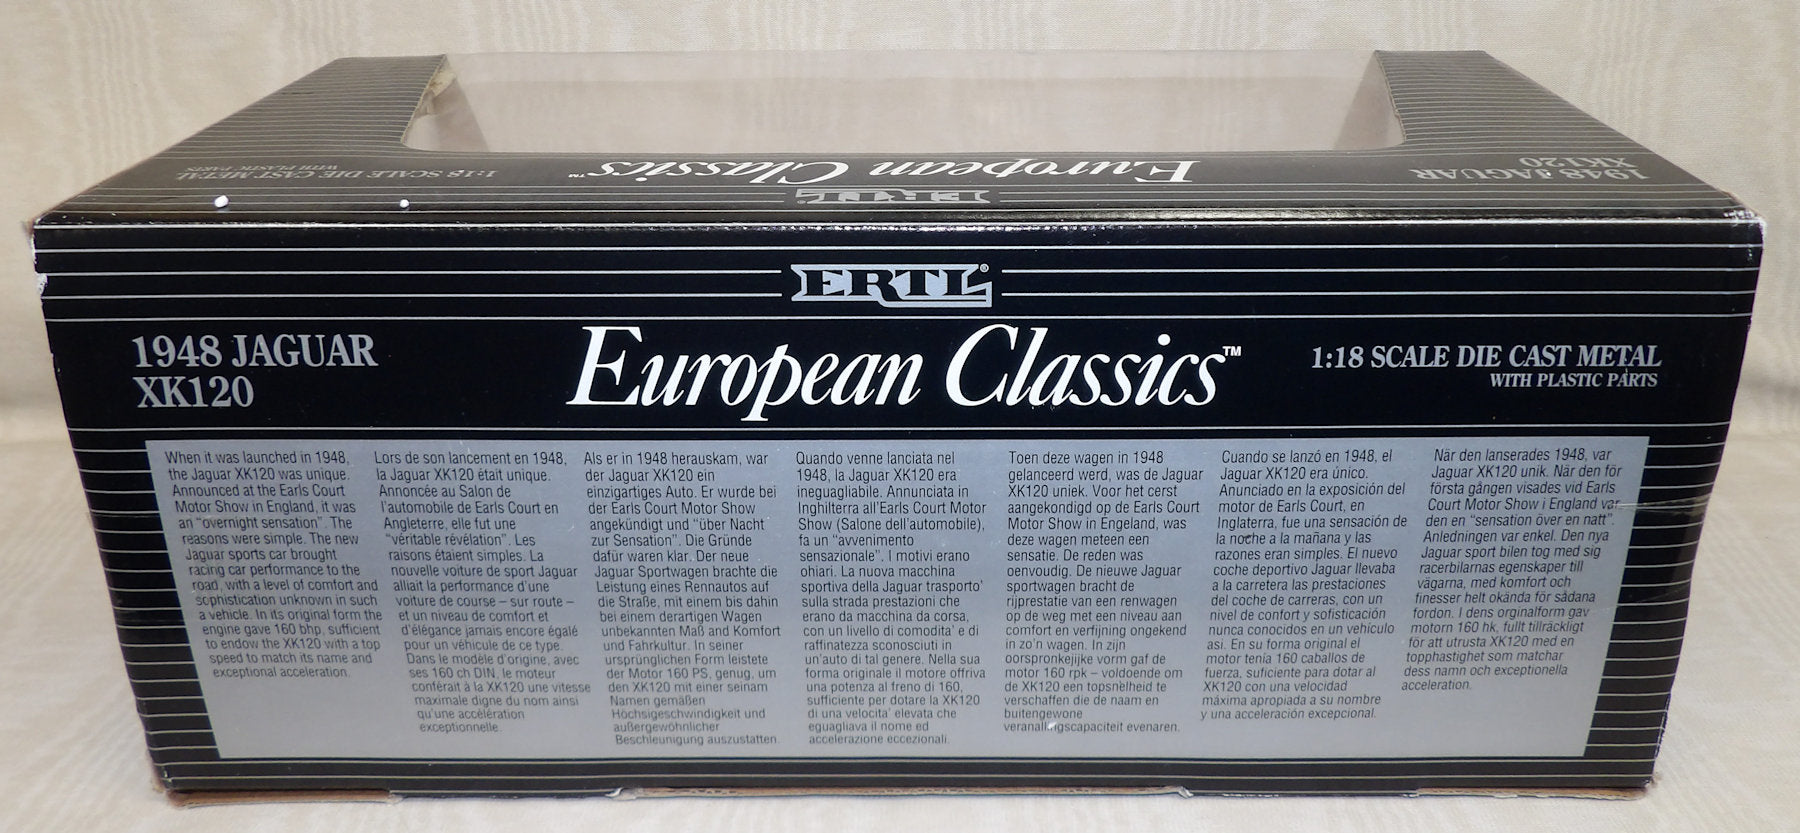 1:18 SCALE DIE CAST METAL
WITH PLASTIC PARTS
European Classics™
1948 JAGUAR
XK120
ERTL®
ERTL®
1948 JAGUAR
XK120
European Classics™
1:18 SCALE DIE CAST METAL
WITH PLASTIC PARTS
When it was launched in 1948,
the Jaguar XK120 was unique.
Announced at the Earls Court
Motor Show in England, it was
an "overnight sensation". The
reasons were simple. The new
Jaguar sports car brought
racing car performance to the
road, with a level of comfort and
sophistication unknown in such
a vehicle. In its original form the
engine gave 160 bhp, sufficient
to endow the XK120 with a top
speed to match its name and
exceptional acceleration.
Lors de son lancement en 1948,
la Jaguar XK120 était unique.
Annoncée au Salon de
l'automobile de Earls Court en
Angleterre, elle fut une
"véritable révélation". Les
raisons étaient simples. La
nouvelle voiture de sport Jaguar
alliait la performance d'une
voiture de course – sur route –
et un niveau de comfort et
d'élégance jamais encore égalé
pour un véhicule de ce type.
Dans le modèle d'origine, avec
ses 160 ch DIN, le moteur
conférait à la XK120 une vitesse
maximale digne du nom ainsi
qu'une accélération
exceptionnelle.
Als er in 1948 herauskam, war
der Jaguar XK120 ein
einzigartiges Auto. Er wurde bei
der Earls Court Motor Show
angekündigt und "über Nacht
zur Sensation". Die Gründe
dafür waren klar. Der neue
Jaguar Sportwagen brachte die
Leistung eines Rennautos auf
die Straße, mit einem bis dahin
bei einem derartigen Wagen
unbekannten Maß and Komfort
und Fahrkultur. In seiner
ursprünglichen Form leistete
der Motor 160 PS, genug, um
den XK120 mit einer seinam
Namen gemäßen
Höchsigeschwindigkeit und
außergewöhnlicher
Beschleunigung auszustatten.
Quando venne lanciata nel
1948, la Jaguar XK120 era
ineguagliabile. Annunciata in
Inghilterra all'Earls Court Motor
Show (Salone dell'automobile),
fa un "avvenimento
sensazionale". I motivi erano
ohiari. La nuova macchina
sportiva della Jaguar trasporto'
sulla strada prestazioni che
erano da macchina da corsa,
con un livello di comodita' e di
raffinatezza sconosciuti in
un'auto di tal genere. Nella sua
forma originale il motore offriva
una potenza al freno di 160,
sufficiente per dotare la XK120
di una velocita' elevata che
eguagliava il nome ed
accelerazione eccezionali.
Toen deze wagen in 1948
gelanceerd werd, was de Jaguar
XK120 uniek. Voor het cerst
aangekondigd op de Earls Court
Motor Show in Engeland, was
deze wagen meteen een
sensatie. De reden was
oenvoudig. De nieuwe Jaguar
sportwagen bracht de
rijprestatie van een renwagen
op de weg met een niveau aan
comfort en verfijning ongekend
in zo'n wagen. In zijn
oorspronkejijke vorm gaf de
motor 160 rpk – voldoende om
de XK120 een topsnelheid te
verschaffen die de naam en
buitengewone
evenaren.
Cuando se lanzó en 1948, el
Jaguar XK120 era único.
Anunciado en la exposición del
motor de Earls Court, en
Inglaterra, fue una sensación de
la noche a la mañana y las
razones eran simples. El nuevo
coche deportivo Jaguar llevaba
a la carretera las prestaciones
del coche de carreras, con un
nivel de confort y sofisticación
nunca conocidos en un vehículo
asi. En su forma original el
motor tenía 160 caballos de
fuerza, suficiente para dotar al
XK120 con una velocidad
máxima apropiada a su nombre
y una acceleración excepcional.
När den lanserades 1948, var
Jaguar XK120 unik. När den för
första gången visades vid Earls
Court Motor Show i England var
den en "sensation över en natt".
Anledningen var enkel. Den nya
Jaguar sport bilen tog med sig
racerbilarnas egenskaper till
vägarna, med komfort och
finesser helt okända för sådana
fordon. I dens orginalform gav
motorn 160 hk, fullt tillräckligt
för att utrusta XK120 med en
topphastighet som matchar
dess namn och exceptionella
acceleration.